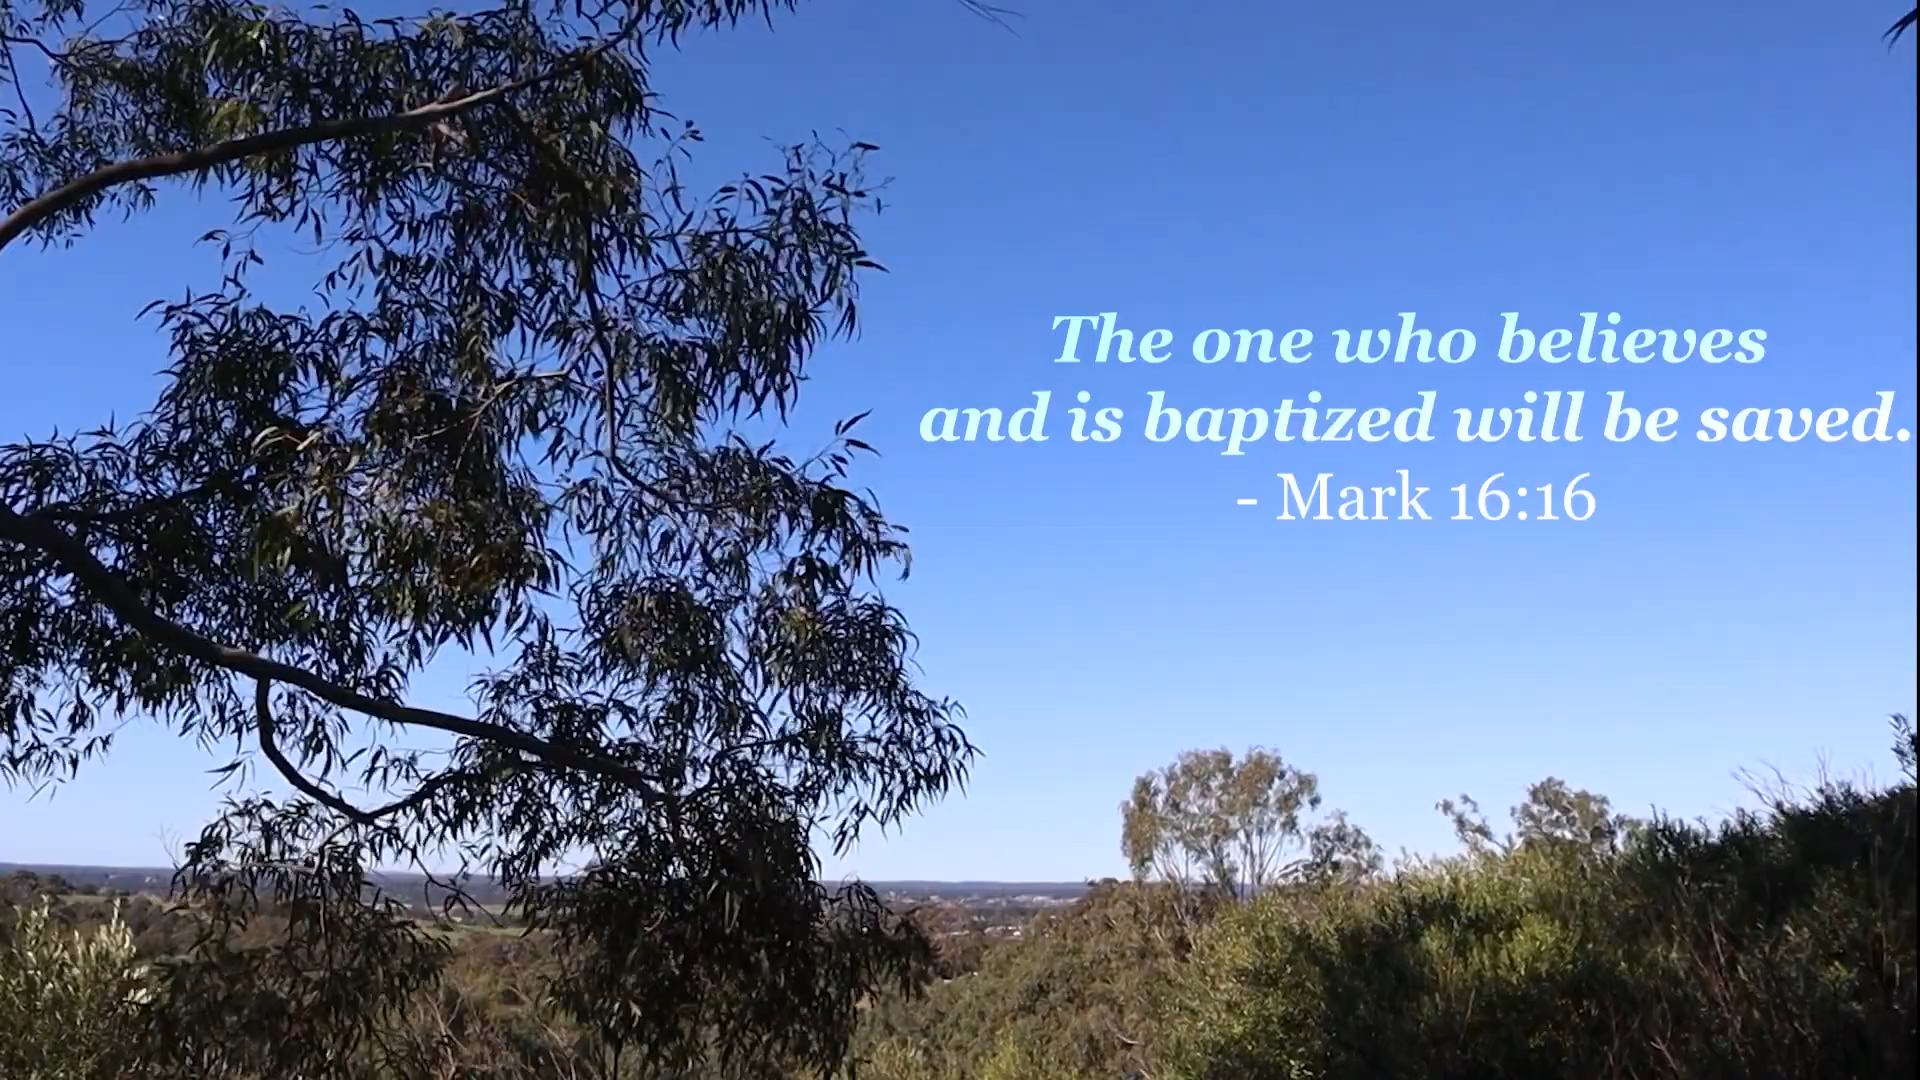 The one who believes
and is baptized will be saved.
- Mark 16:16